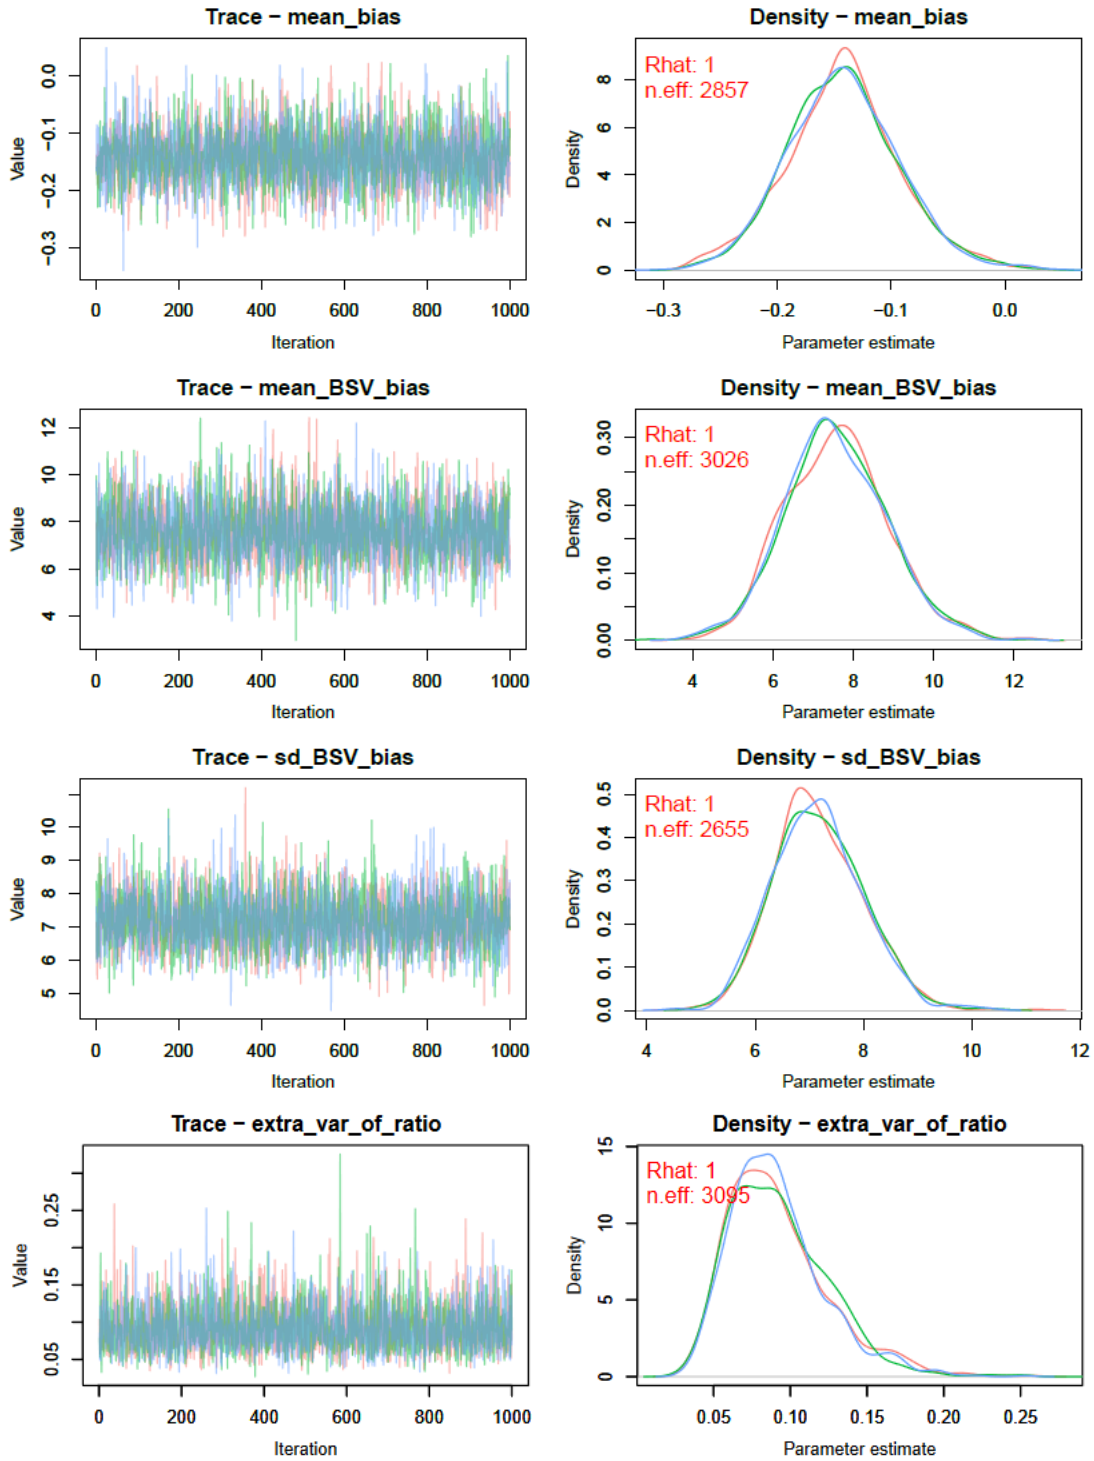 Trace − mean_bias
Value
0.0
−0.1
−0.2
−0.3
0 200 400 600 800 1000
Iteration
Density − mean_bias
Rhat: 1
n.eff: 2857
Density
8
6
4
2
0
−0.3 −0.2 −0.1 0.0
Parameter estimate
Trace − mean_BSV_bias
Value
12
10
8
6
4
0 200 400 600 800 1000
Iteration
Density − mean_BSV_bias
Rhat: 1
n.eff: 3026
Density
0.30
0.20
0.10
0.00
4 6 8 10 12
Parameter estimate
Trace − sd_BSV_bias
Value
10
9
8
7
6
5
0 200 400 600 800 1000
Iteration
Density − sd_BSV_bias
Rhat: 1
n.eff: 2655
Density
0.5
0.4
0.3
0.2
0.1
0.0
4 6 8 10 12
Parameter estimate
Trace − extra_var_of_ratio
Value
0.25
0.15
0.05
0 200 400 600 800 1000
Iteration
Density − extra_var_of_ratio
Rhat: 1
n.eff: 3095
Density
15
10
5
0
0.05 0.10 0.15 0.20 0.25
Parameter estimate